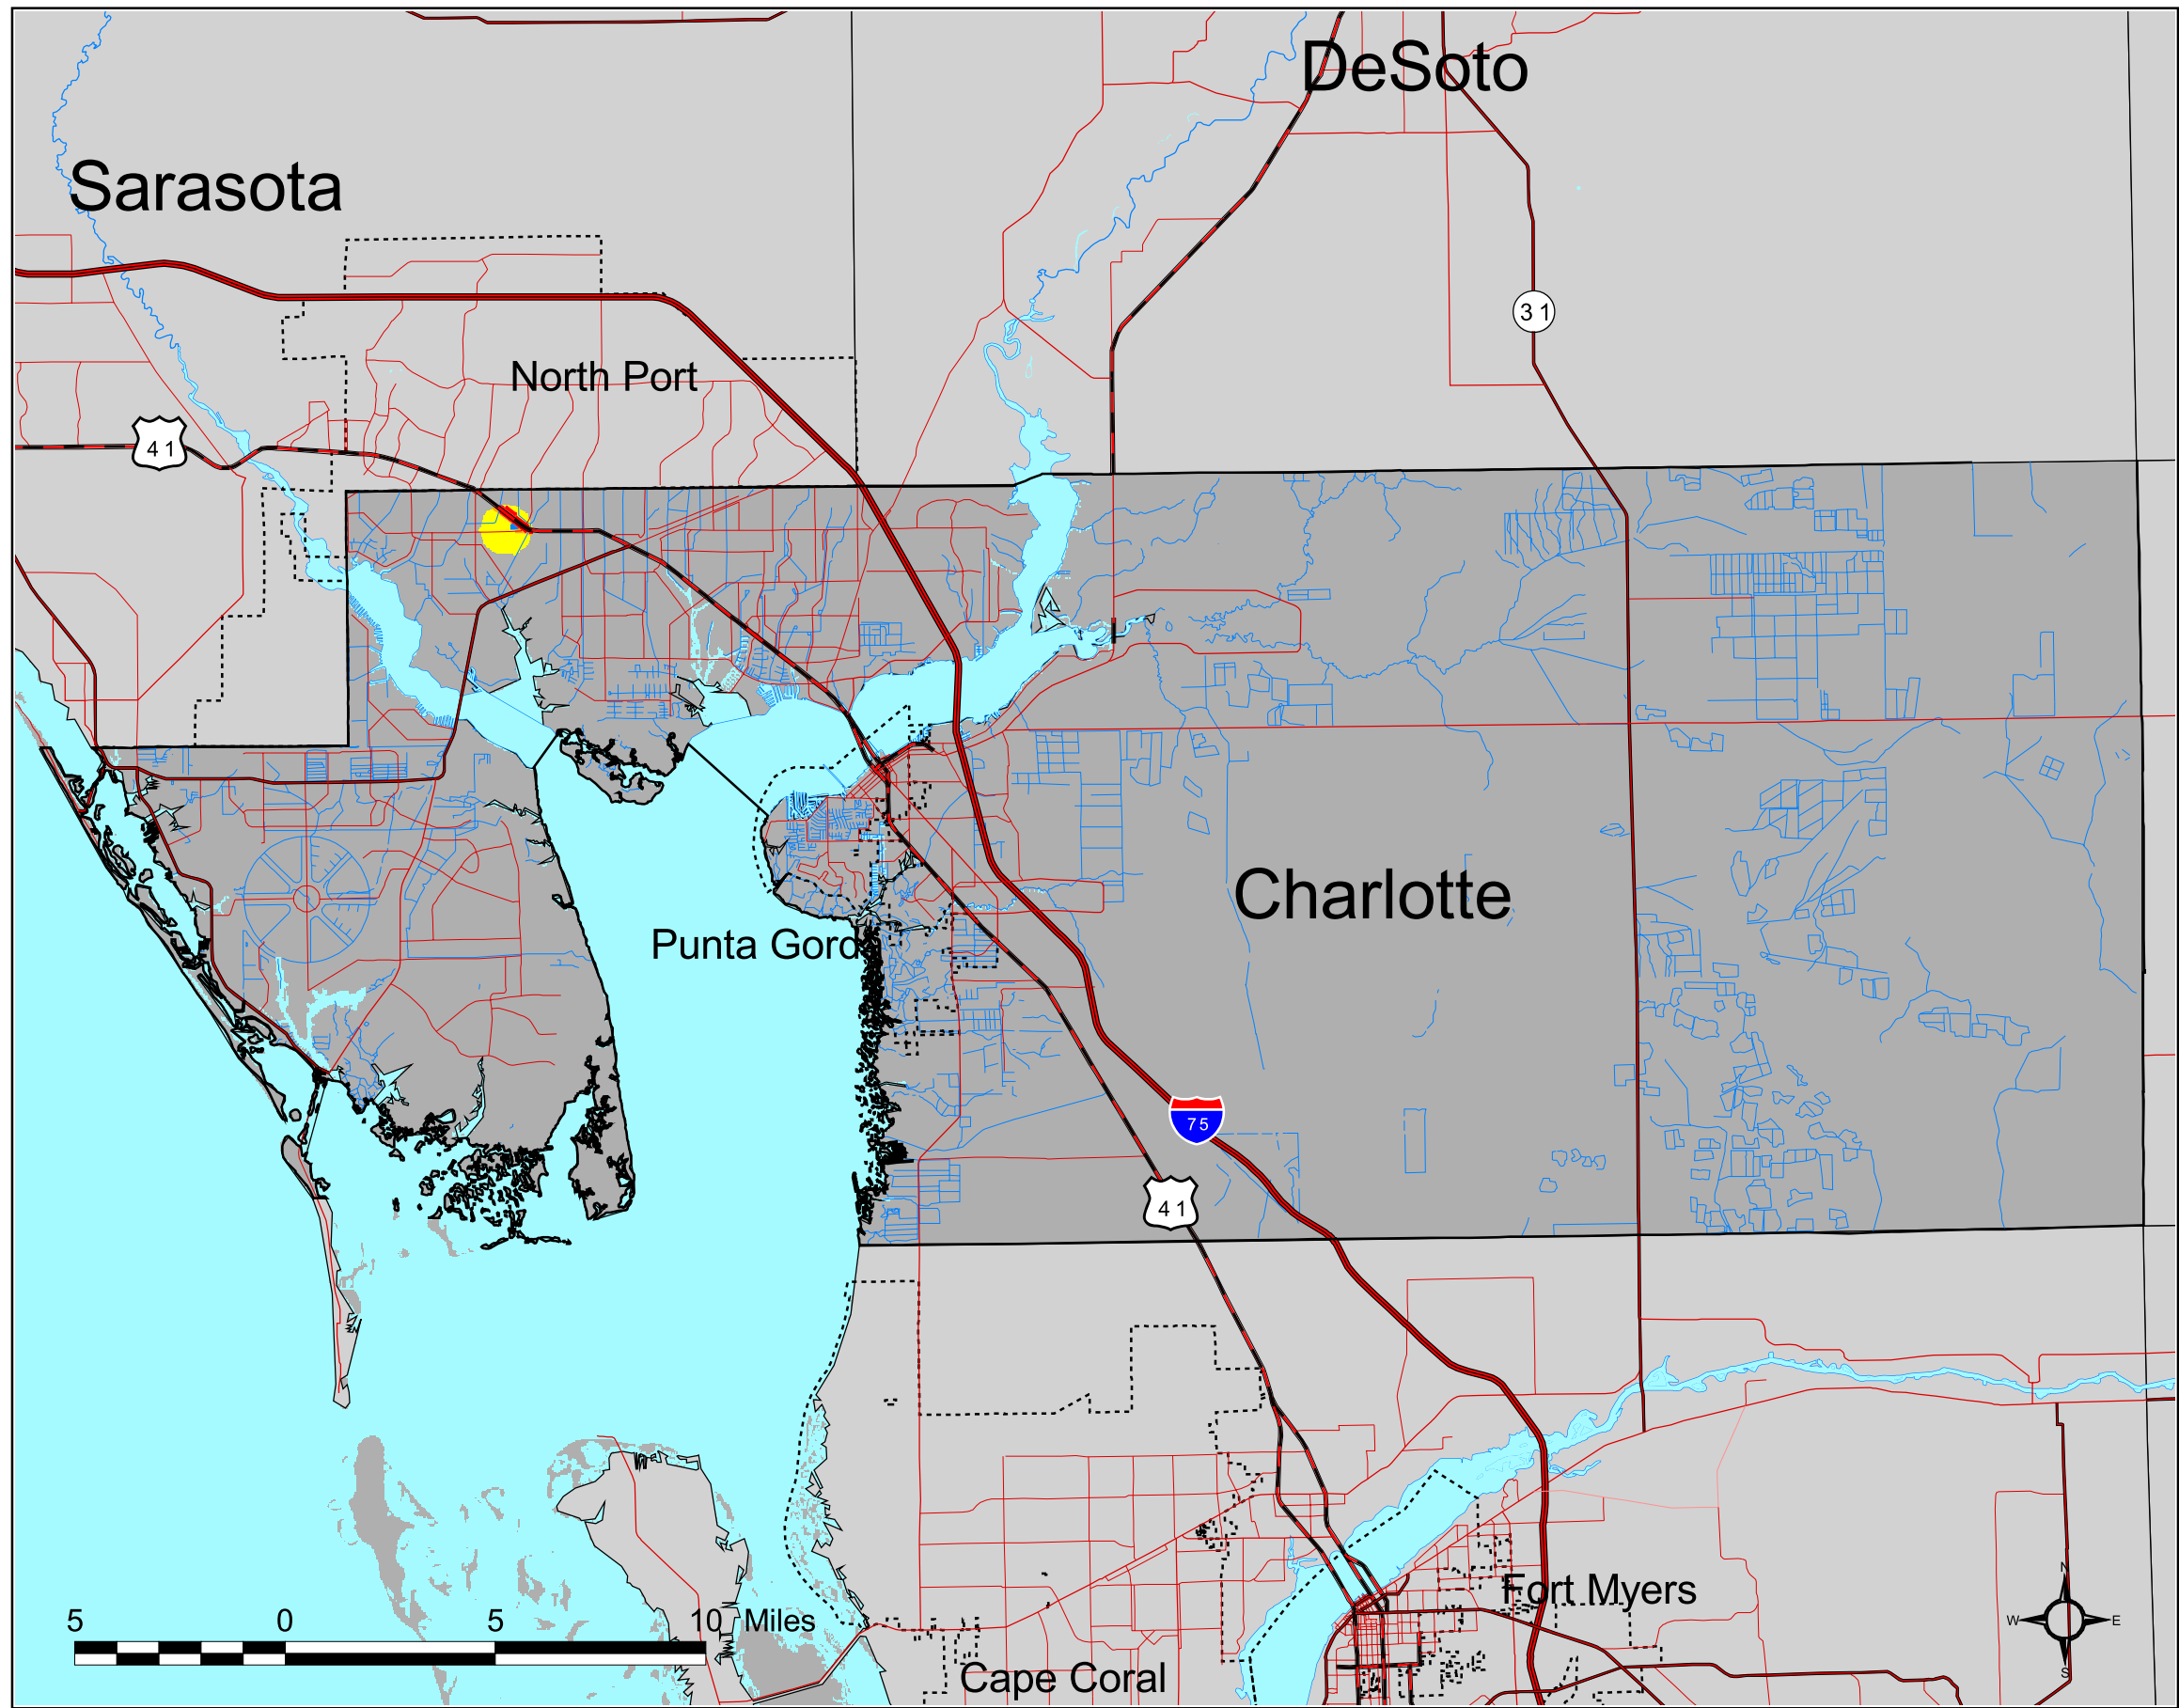 DeSoto
Sarasota
31
North Port
41
Charlotte
Punta Gord
75
41
Fort Myers
N
W E
S
5 0 5 10 Miles
Cape Coral